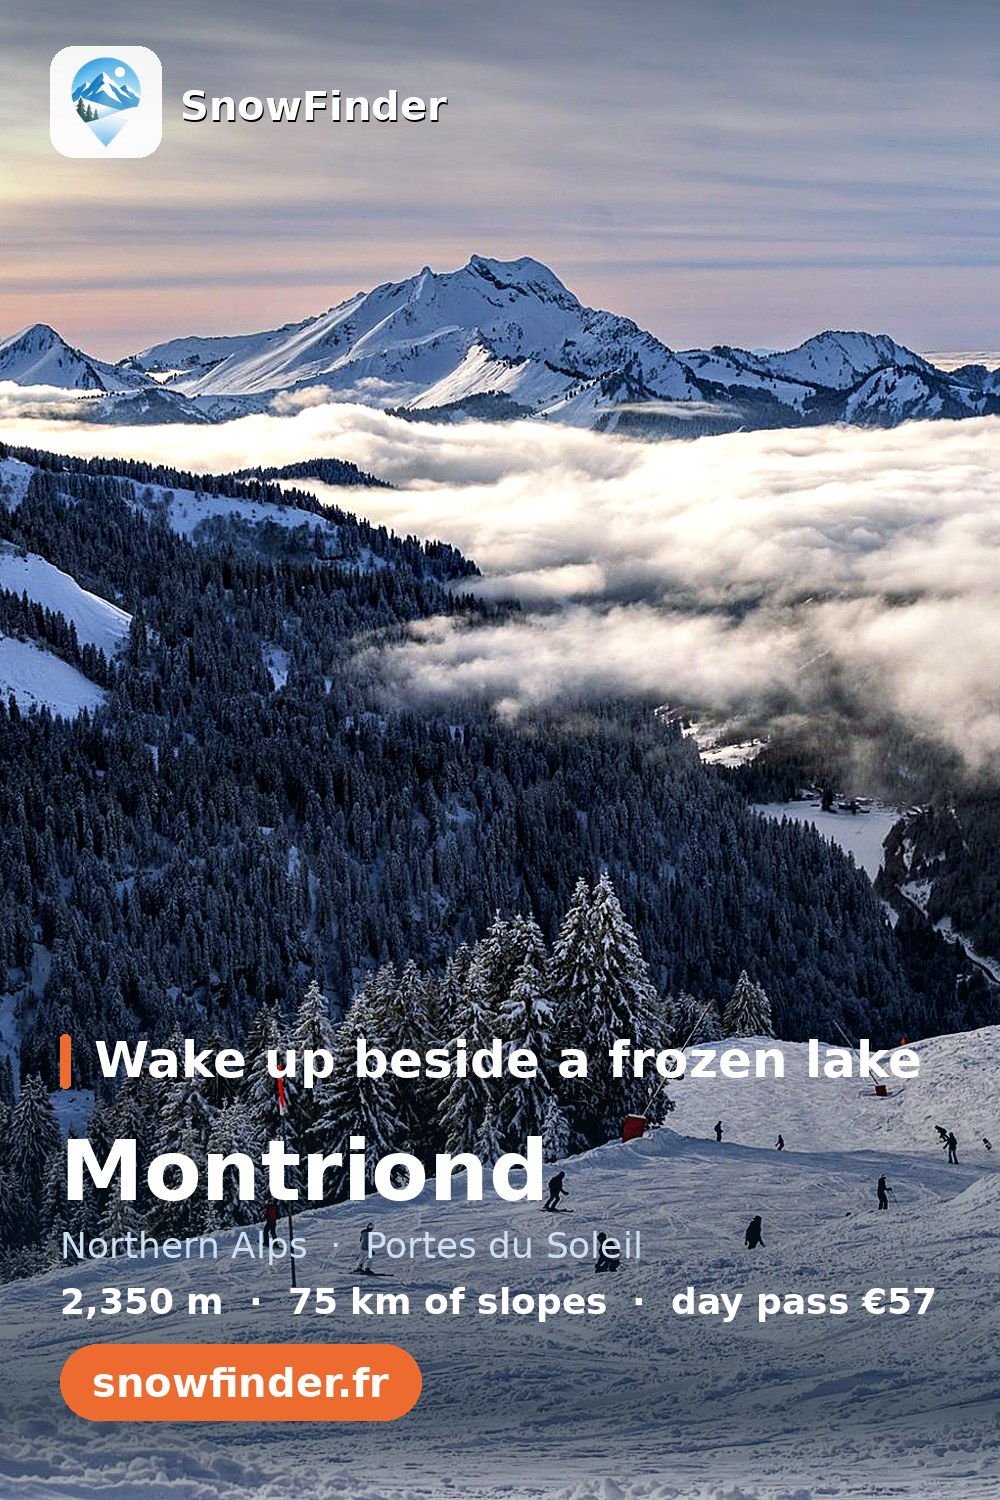 SnowFinder
Wake up beside a frozen lake
Montriond
Northern Alps · Portes du Soleil
2,350 m · 75 km of slopes · day pass €57
snowfinder.fr